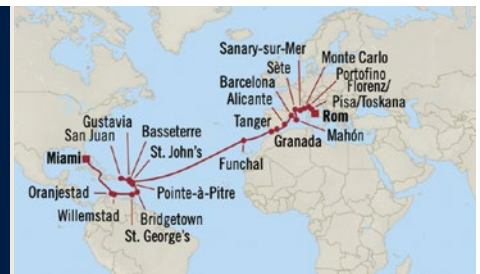 Sanary-sur-Mer
Monte Carlo
Sète
Portofino
Barcelona
Florenz/
Alicante
Pisa/Toskana
Gustavia
Tanger
Rom
San Juan
Basseterre
Granada
Mahón
Miami
St. John's
Funchal
Oranjestad
Pointe-à-Pitre
Willemstad
Bridgetown
St. George's